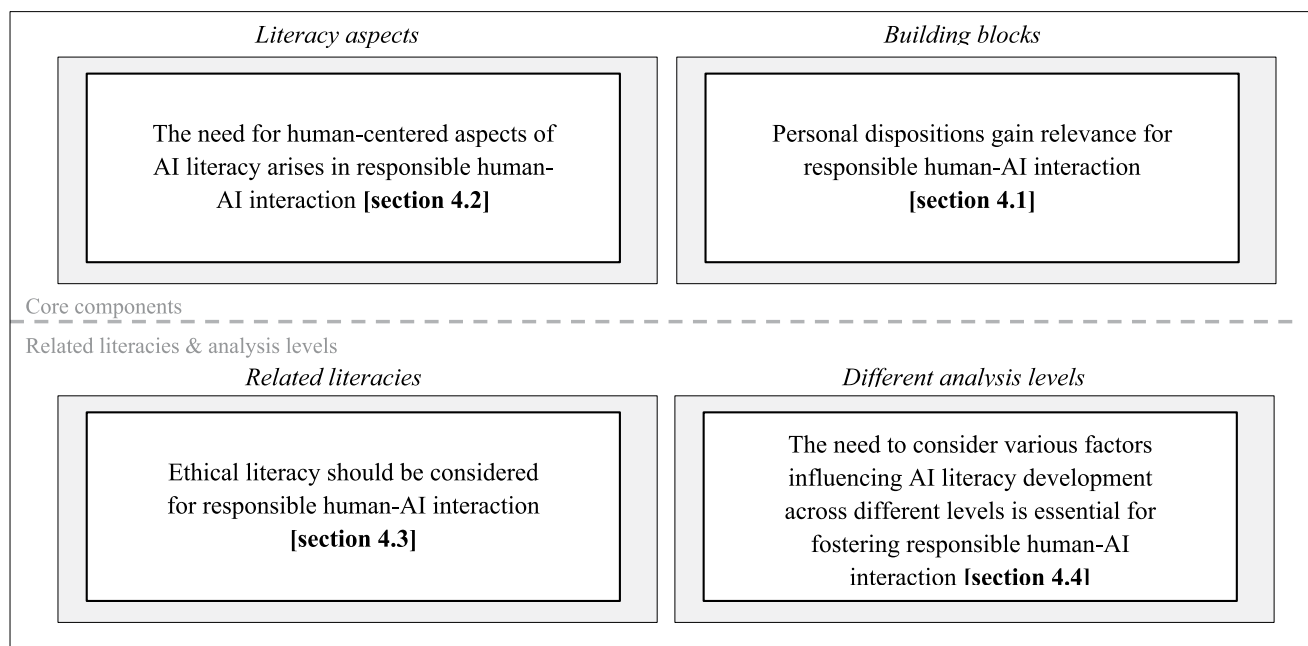 Literacy aspects
The need for human-centered aspects of
AI literacy arises in responsible human-
AI interaction [section 4.2]
Building blocks
Personal dispositions gain relevance for
responsible human-AI interaction
[section 4.1]
Core components
Related literacies & analysis levels
Related literacies
Ethical literacy should be considered
for responsible human-AI interaction
[section 4.3]
Different analysis levels
The need to consider various factors
influencing AI literacy development
across different levels is essential for
fostering responsible human-AI
interaction [section 4.4]